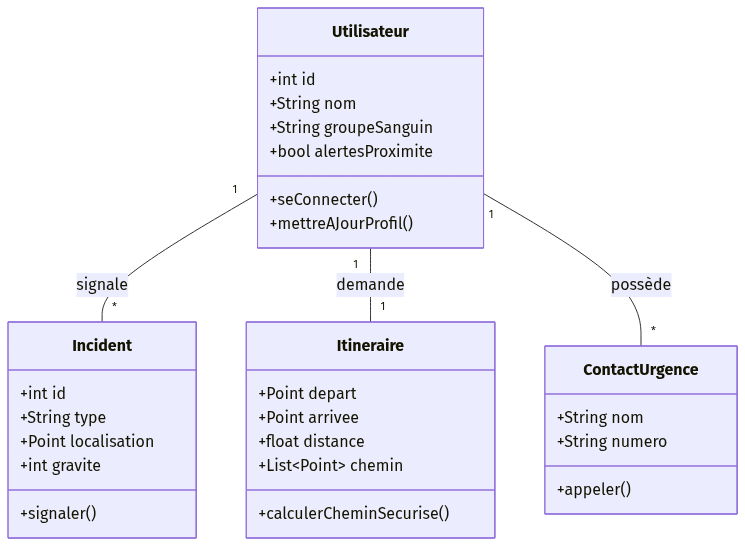 Utilisateur
+int id
+String nom
+String groupeSanguin
+bool alertesProximite
+seConnecter()
+mettreAJourProfil()
1
1
1
signale
demande
possède
*
1
*
Incident
+int id
+String type
+Point localisation
+int gravite
+signaler()
Itineraire
+Point depart
+Point arrivee
+float distance
+List<Point> chemin
+calculerCheminSecurise()
ContactUrgence
+String nom
+String numero
+appeler()